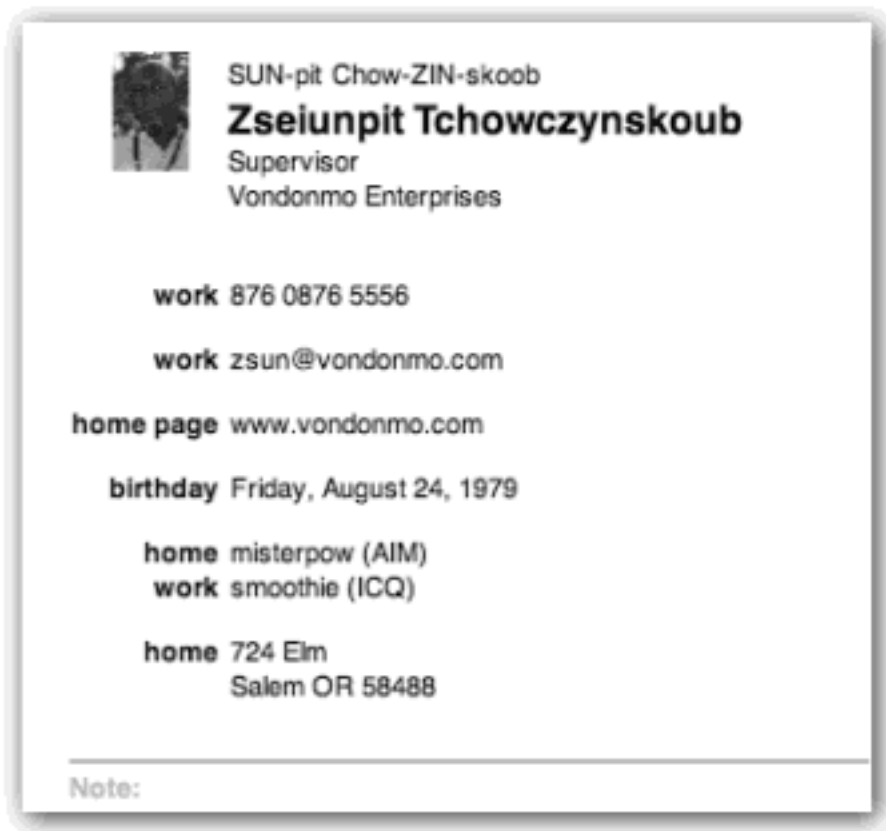 SUN-pit Chow-ZIN-skoob
Zseiunpit Tchowczynskoub
Supervisor
Vondonmo Enterprises
work 876 0876 5556
work zsun@vondonmo.com
home page www.vondonmo.com
birthday Friday, August 24, 1979
home misterpow (AIM)
work smoothie (ICQ)
home 724 Elm
Salem OR 58488
Note: